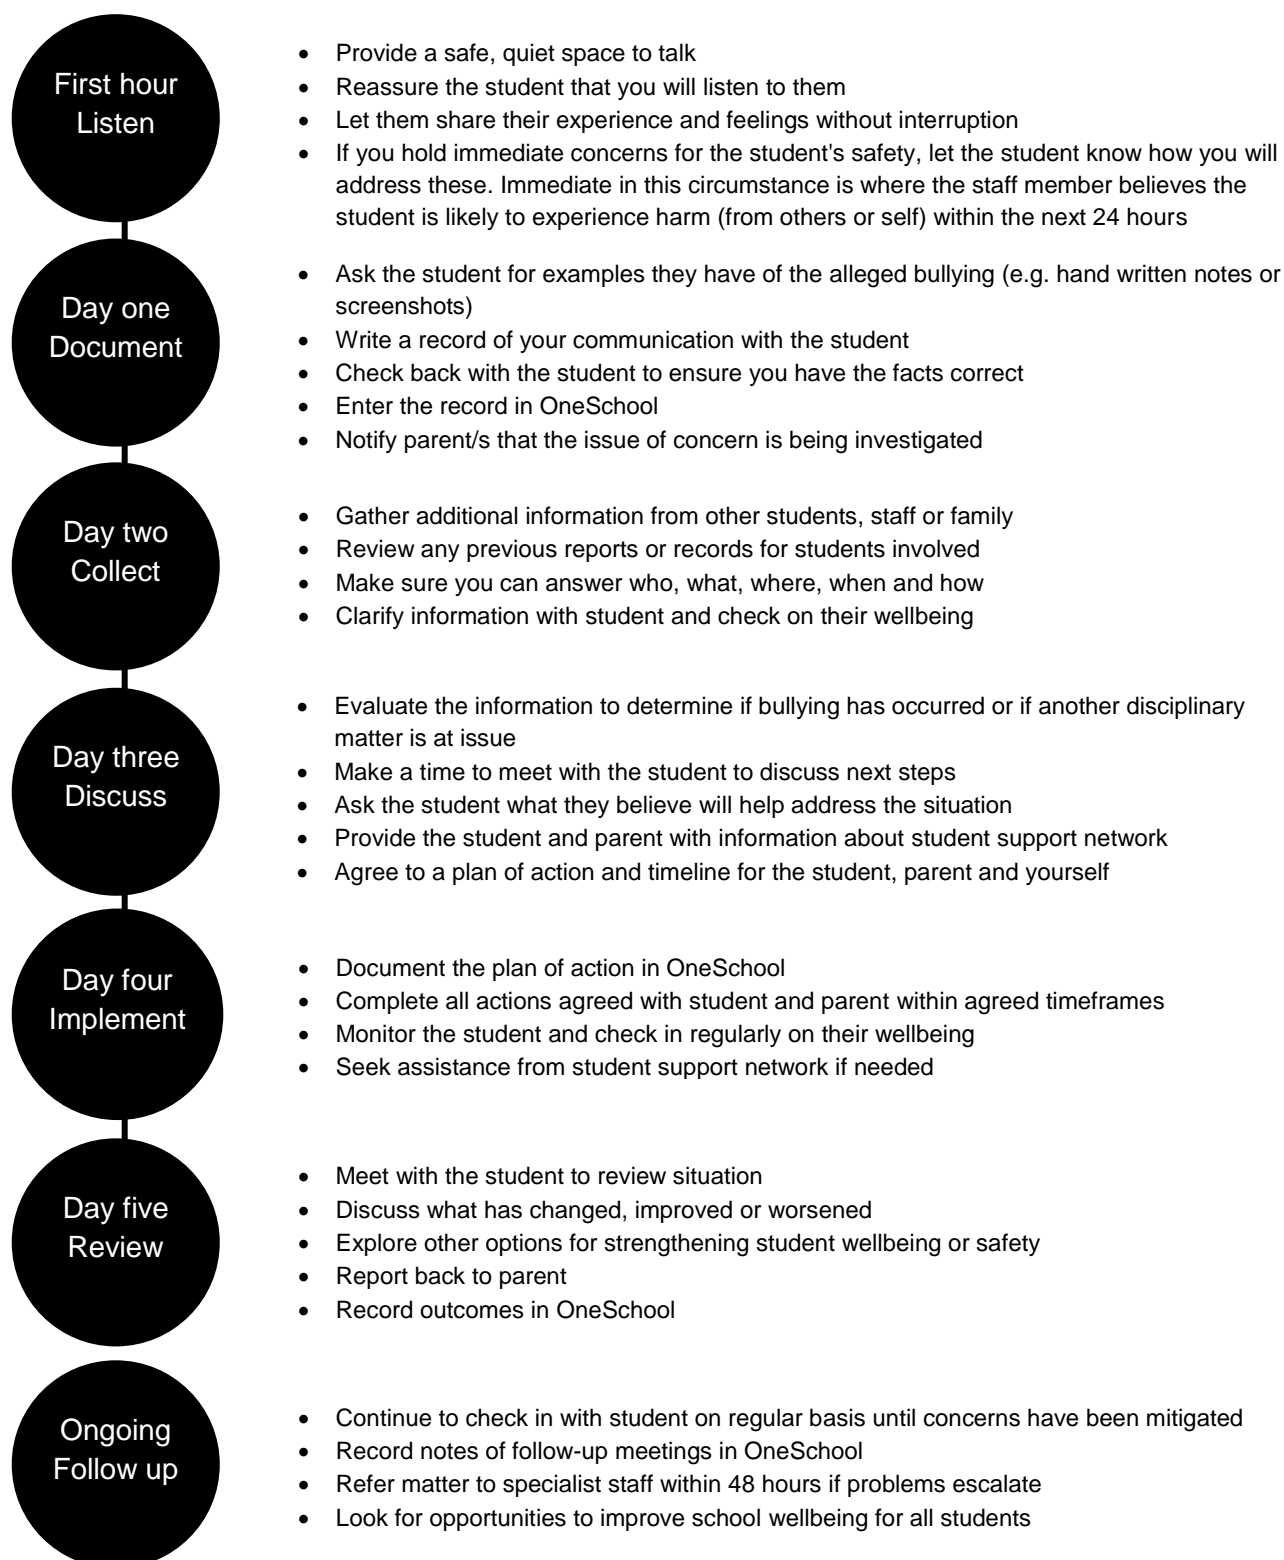 First hour
Listen
• Provide a safe, quiet space to talk
• Reassure the student that you will listen to them
• Let them share their experience and feelings without interruption
• If you hold immediate concerns for the student's safety, let the student know how you will
address these. Immediate in this circumstance is where the staff member believes the
student is likely to experience harm (from others or self) within the next 24 hours
Day one
Document
• Ask the student for examples they have of the alleged bullying (e.g. hand written notes or
screenshots)
• Write a record of your communication with the student
• Check back with the student to ensure you have the facts correct
• Enter the record in OneSchool
• Notify parent/s that the issue of concern is being investigated
Day two
Collect
• Gather additional information from other students, staff or family
• Review any previous reports or records for students involved
• Make sure you can answer who, what, where, when and how
• Clarify information with student and check on their wellbeing
Day three
Discuss
• Evaluate the information to determine if bullying has occurred or if another disciplinary
matter is at issue
• Make a time to meet with the student to discuss next steps
• Ask the student what they believe will help address the situation
• Provide the student and parent with information about student support network
• Agree to a plan of action and timeline for the student, parent and yourself
Day four
Implement
• Document the plan of action in OneSchool
• Complete all actions agreed with student and parent within agreed timeframes
• Monitor the student and check in regularly on their wellbeing
• Seek assistance from student support network if needed
Day five
Review
• Meet with the student to review situation
• Discuss what has changed, improved or worsened
• Explore other options for strengthening student wellbeing or safety
• Report back to parent
• Record outcomes in OneSchool
Ongoing
Follow up
• Continue to check in with student on regular basis until concerns have been mitigated
• Record notes of follow-up meetings in OneSchool
• Refer matter to specialist staff within 48 hours if problems escalate
• Look for opportunities to improve school wellbeing for all students